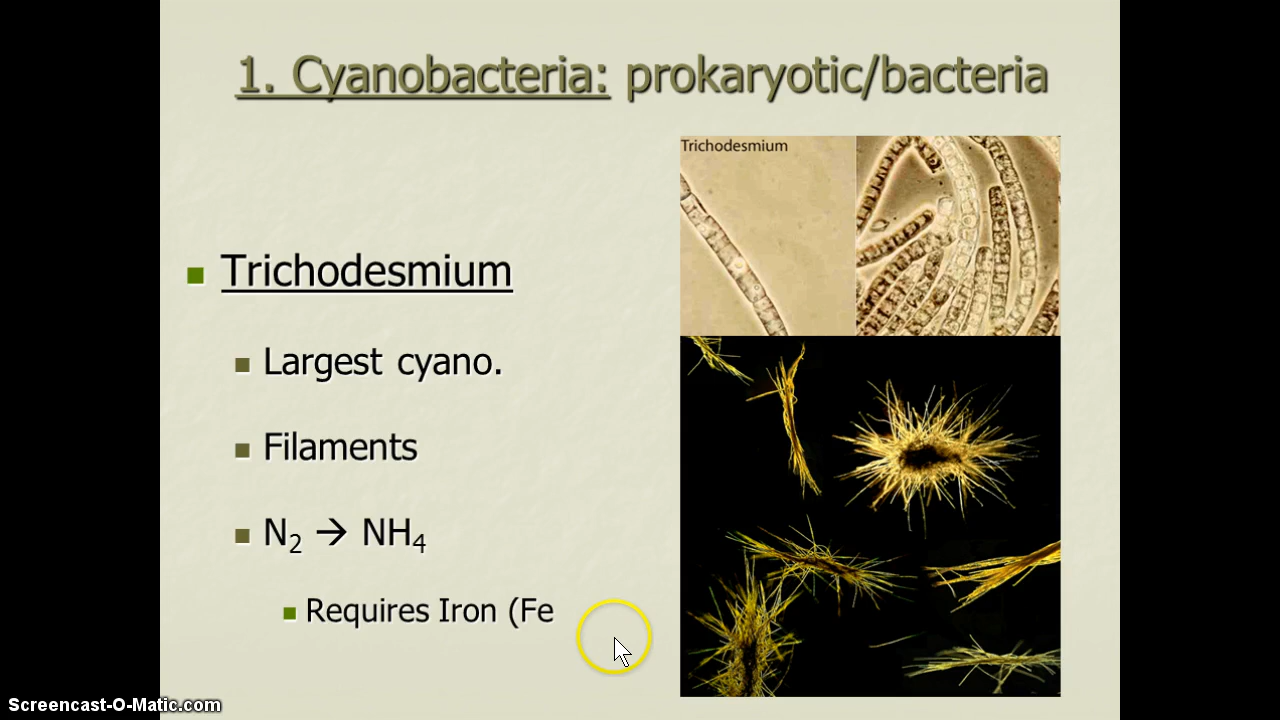 1. Cyanobacteria: prokaryotic/bacteria
Trichodesmium
Trichodesmium
Largest cyano.
Filaments
N₂ → NH₄
Requires Iron (Fe
Screencast-O-Matic.com